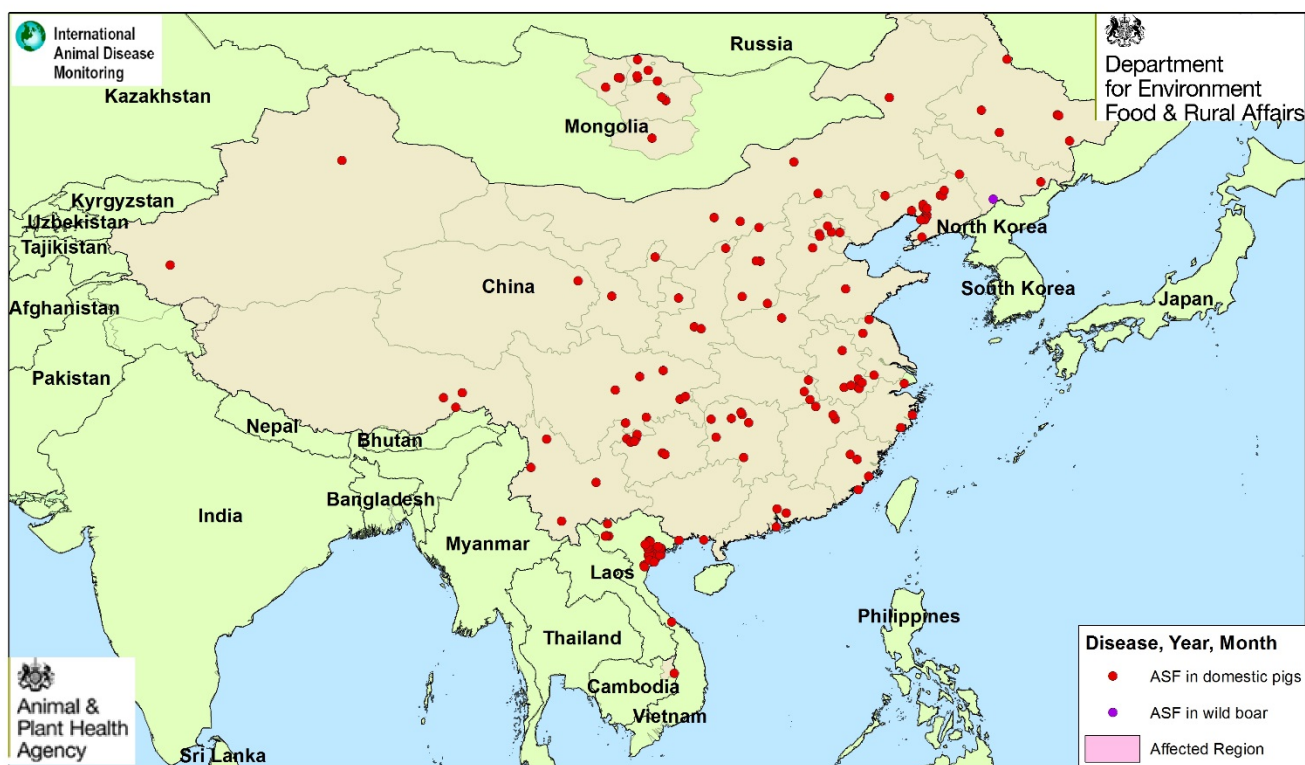 International
Animal Disease
Monitoring
Department
for Environment
Food & Rural Affairs
Russia
Kazakhstan
Mongolia
Kyrgyzstan
Uzbekistan
Tajikistan
North Korea
China
South Korea
Japan
Afghanistan
Pakistan
Nepal
Bhutan
Bangladesh
India
Myanmar
Laos
Philippines
Thailand
Cambodia
Vietnam
Sri Lanka
Animal &
Plant Health
Agency
Disease, Year, Month
ASF in domestic pigs
ASF in wild boar
Affected Region